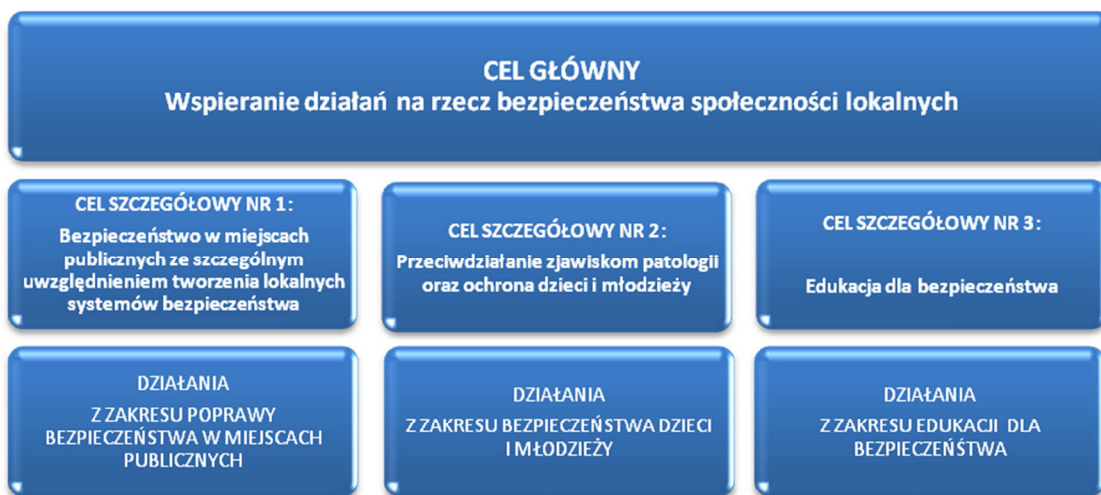 CEL GŁÓWNY
Wspieranie działań na rzecz bezpieczeństwa społeczności lokalnych
CEL SZCZEGÓŁOWY NR 1:
Bezpieczeństwo w miejscach
publicznych ze szczególnym
uwzględnieniem tworzenia lokalnych
systemów bezpieczeństwa
CEL SZCZEGÓŁOWY NR 2:
Przeciwdziałanie zjawiskom patologii
oraz ochrona dzieci i młodzieży
CEL SZCZEGÓŁOWY NR 3:
Edukacja dla bezpieczeństwa
DZIAŁANIA
Z ZAKRESU POPRAWY
BEZPIECZEŃSTWA W MIEJSCACH
PUBLICZNYCH
DZIAŁANIA
Z ZAKRESU BEZPIECZEŃSTWA DZIECI
I MŁODZIEŻY
DZIAŁANIA
Z ZAKRESU EDUKACJI DLA
BEZPIECZEŃŚTWA